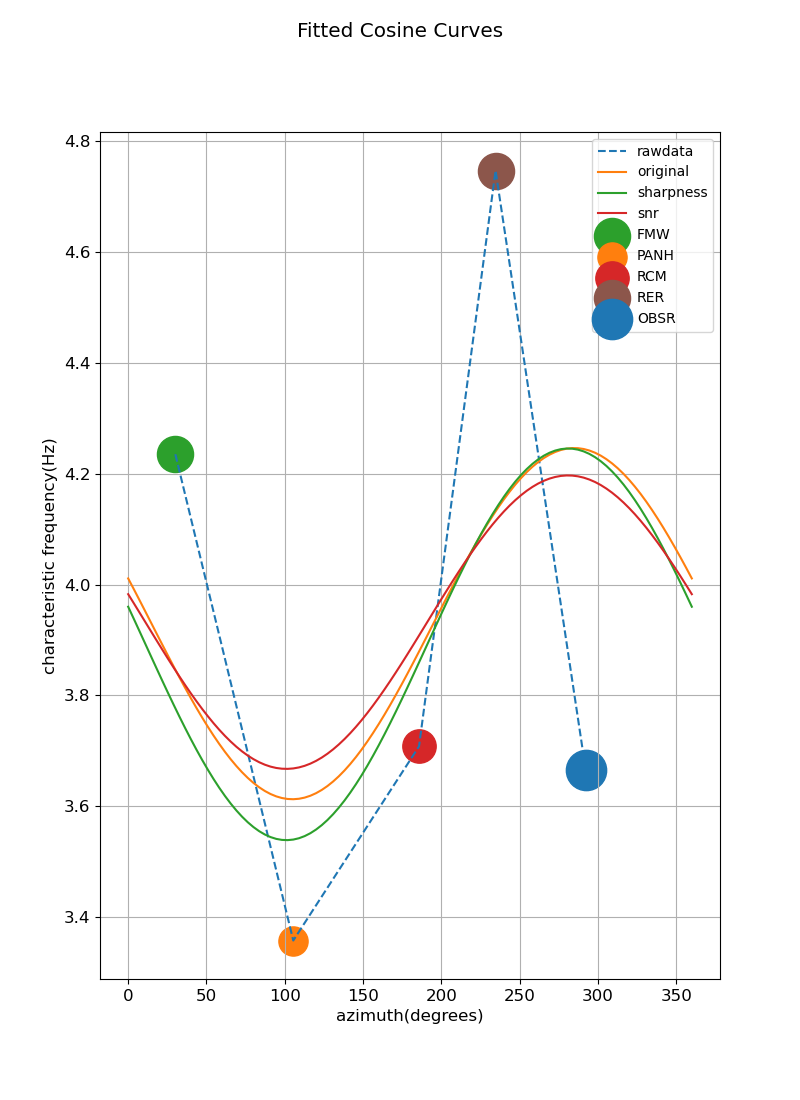 Fitted Cosine Curves
4.8
4.6
4.4
4.2
4.0
3.8
3.6
3.4
characteristic frequency(Hz)
rawdata
original
sharpness
snr
FMW
PANH
RCM
RER
OBSR
0 50 100 150 200 250 300 350
azimuth(degrees)